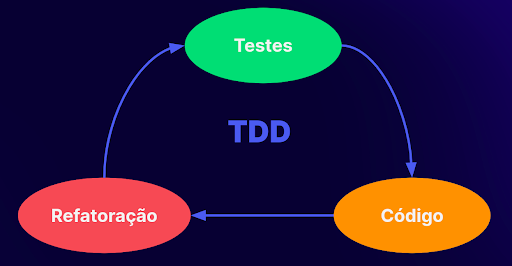 Testes
TDD
Refatoração
Código